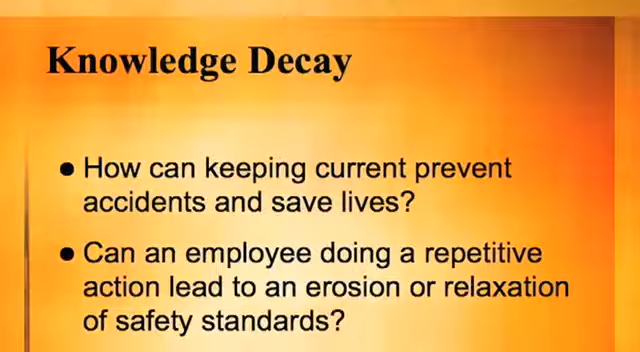 Knowledge Decay
● How can keeping current prevent
accidents and save lives?
● Can an employee doing a repetitive
action lead to an erosion or relaxation
of safety standards?